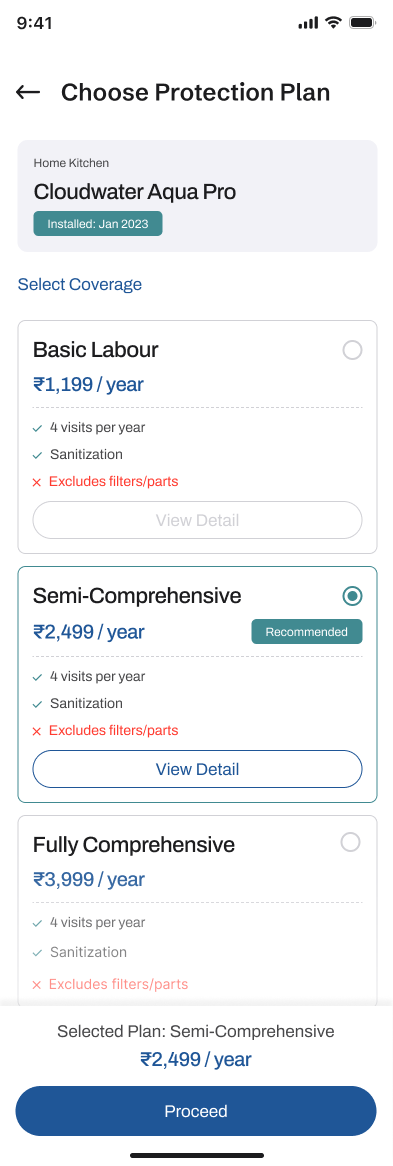 9:41
Choose Protection Plan
Home Kitchen
Cloudwater Aqua Pro
Installed: Jan 2023
Select Coverage
Basic Labour
₹1,199 / year
4 visits per year
Sanitization
Excludes filters/parts
View Detail
Semi-Comprehensive
₹2,499 / year
Recommended
4 visits per year
Sanitization
Excludes filters/parts
View Detail
Fully Comprehensive
₹3,999 / year
4 visits per year
Sanitization
Excludes filters/parts
Selected Plan: Semi-Comprehensive
₹2,499 / year
Proceed